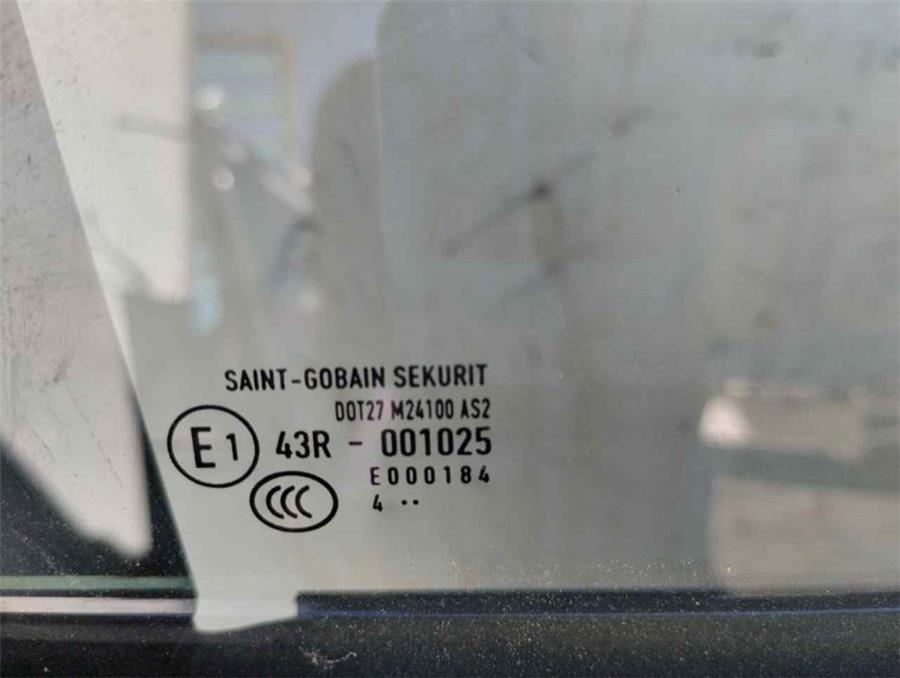 SAINT-GOBAIN SEKURIT
DOT27 M24100 AS2
E1 43R - 001025
E000184
CCC 4 ··